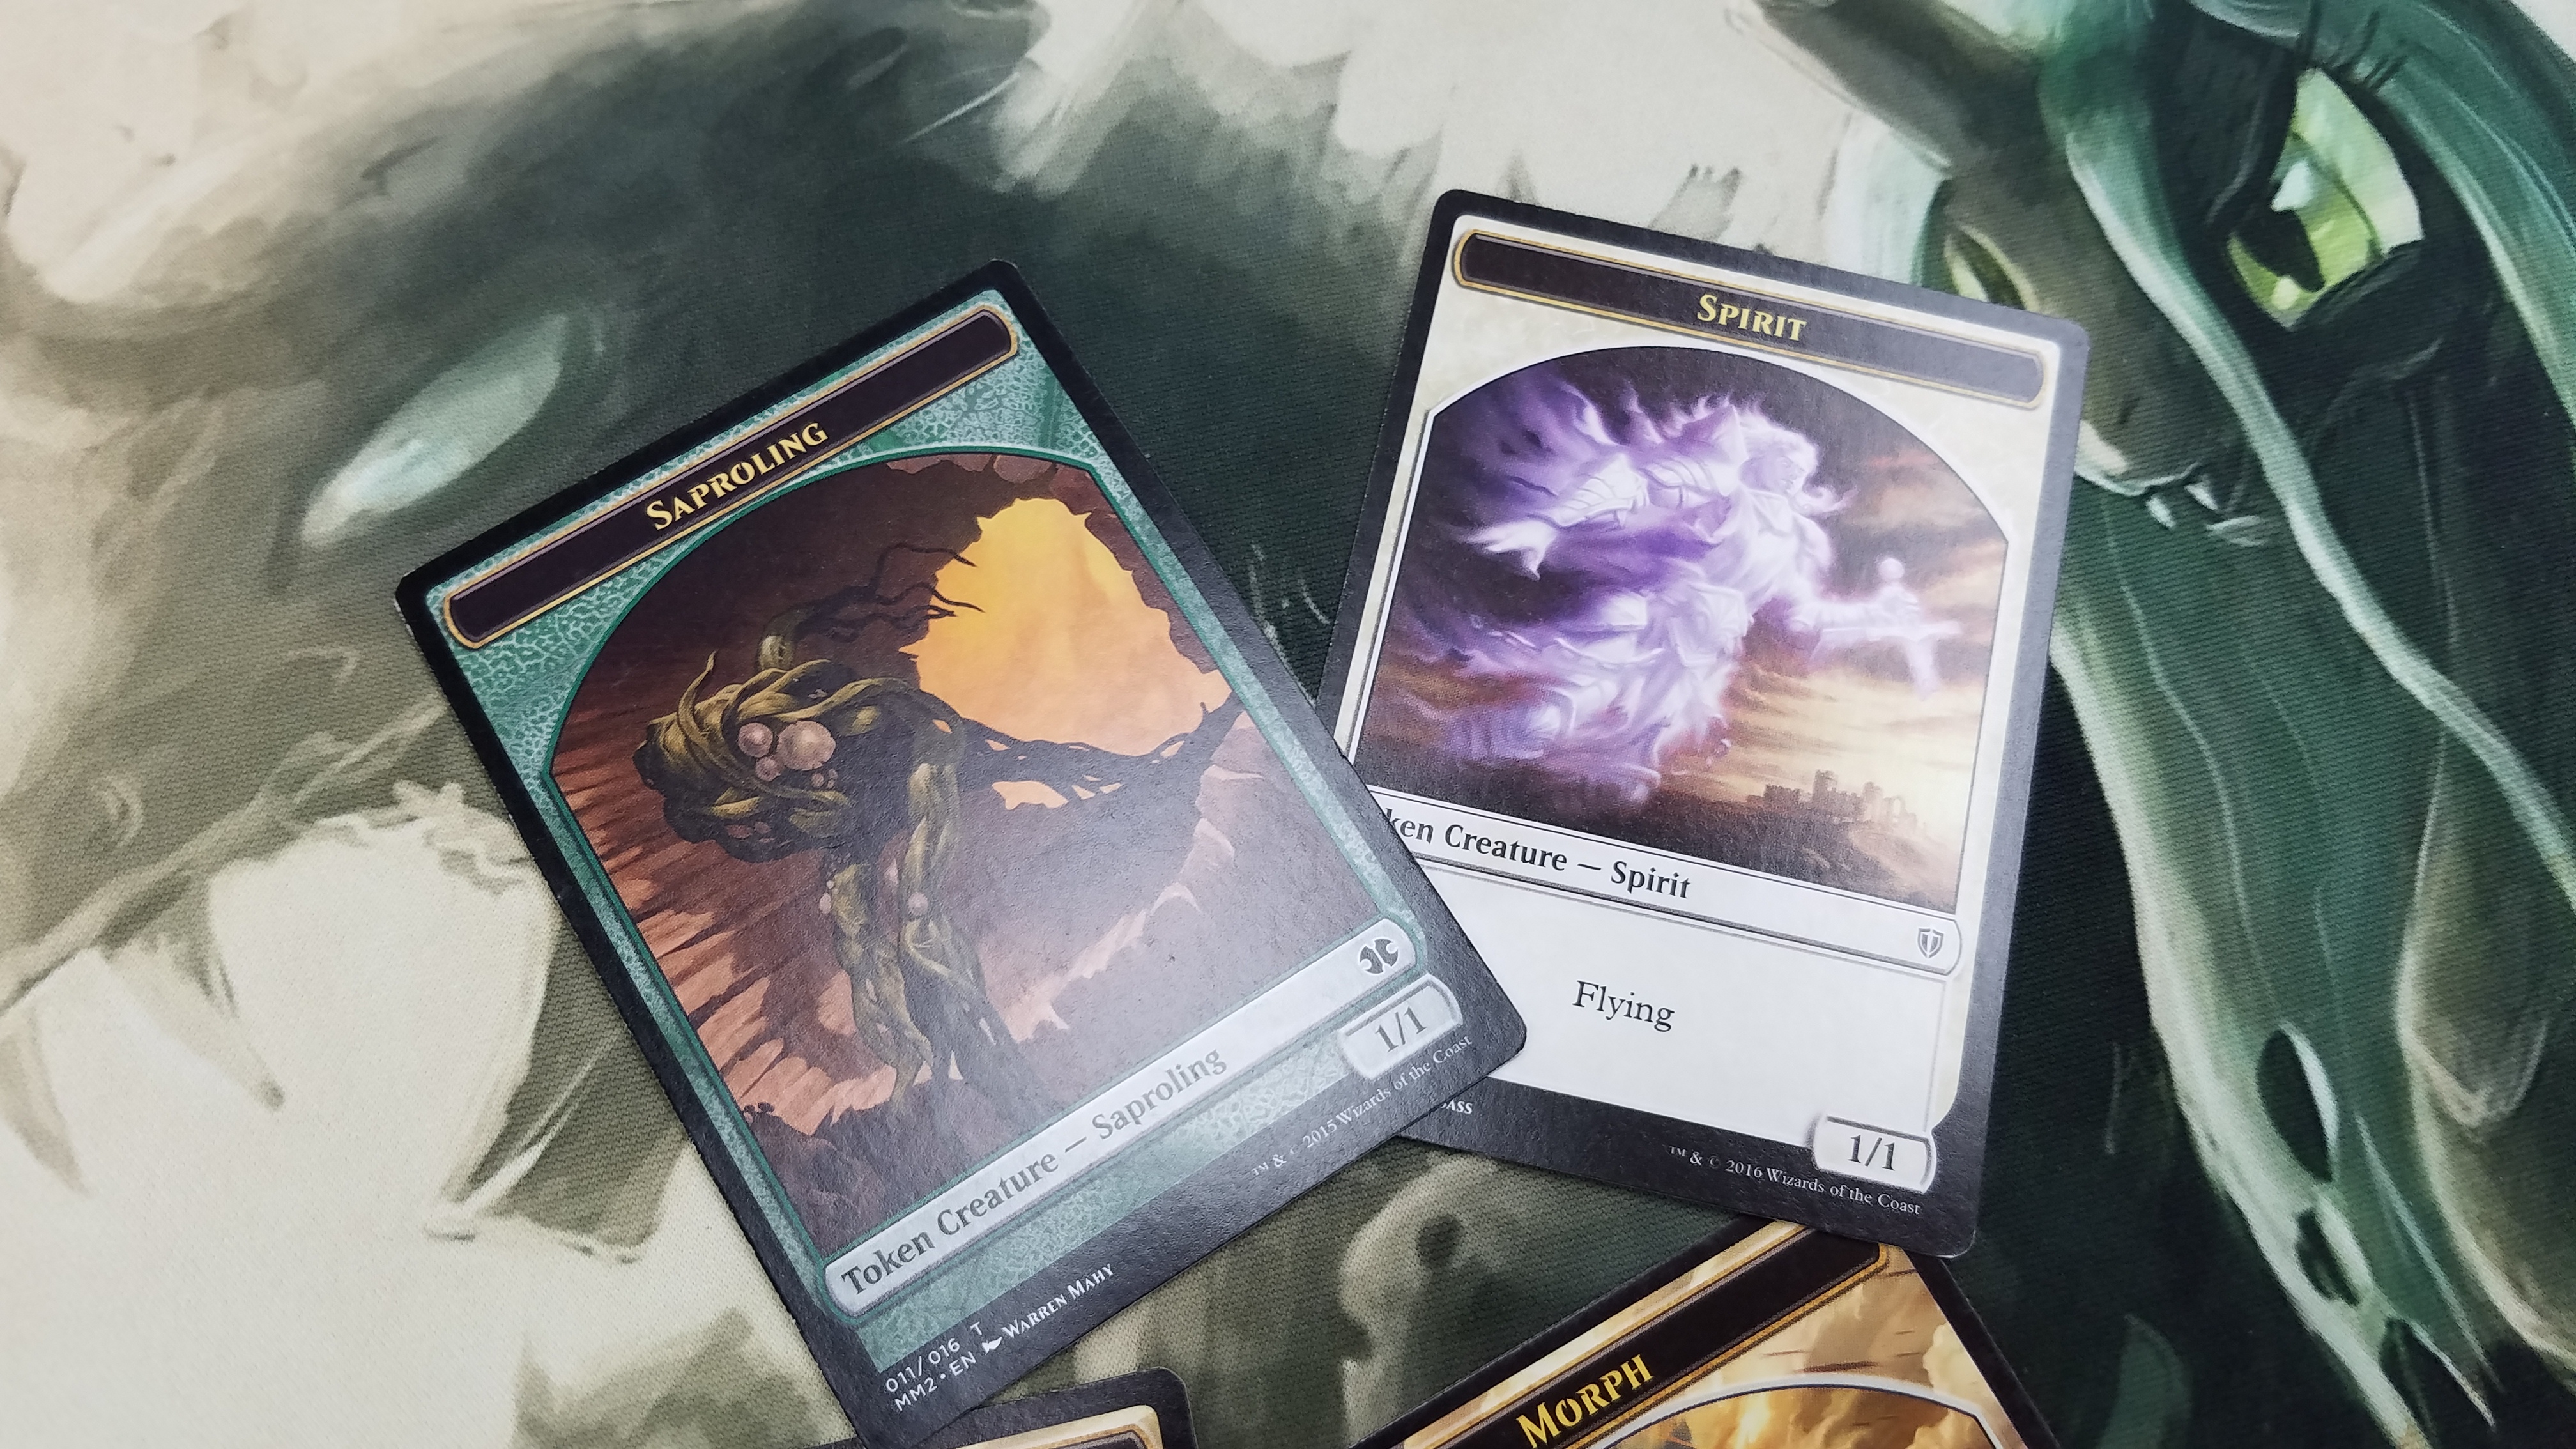 MORPH
SPIRIT
ken Creature — Spirit
Flying
1/1
™ & © 2016 Wizards of the Coast
SAPROLING
Token Creature — Saproling
1/1
011/016 T
MM2 • EN WARREN MAHY
™ & © 2015 Wizards of the Coast